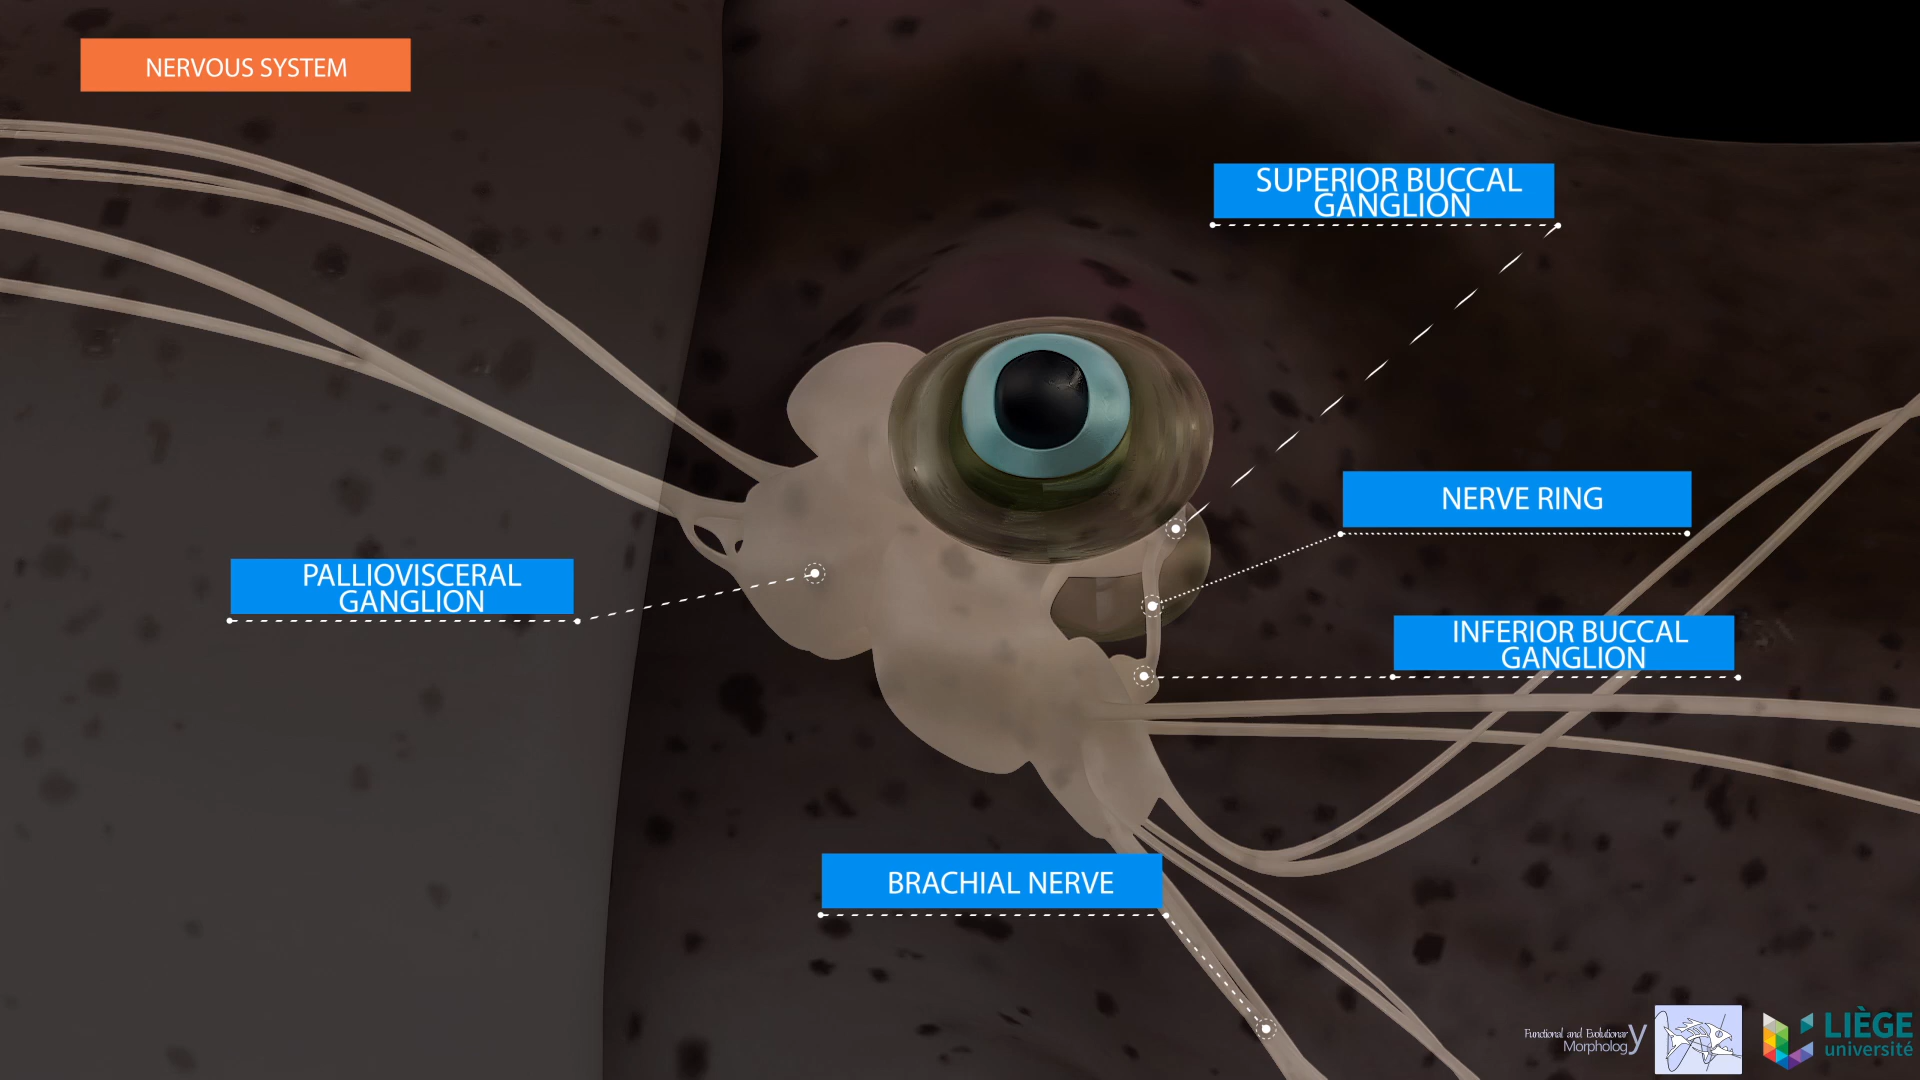 NERVOUS SYSTEM
SUPERIOR BUCCAL
GANGLION
NERVE RING
PALLIOVISCERAL
GANGLION
INFERIOR BUCCAL
GANGLION
BRACHIAL NERVE
Functional and Evolutionary
Morphology
LIÈGE
université